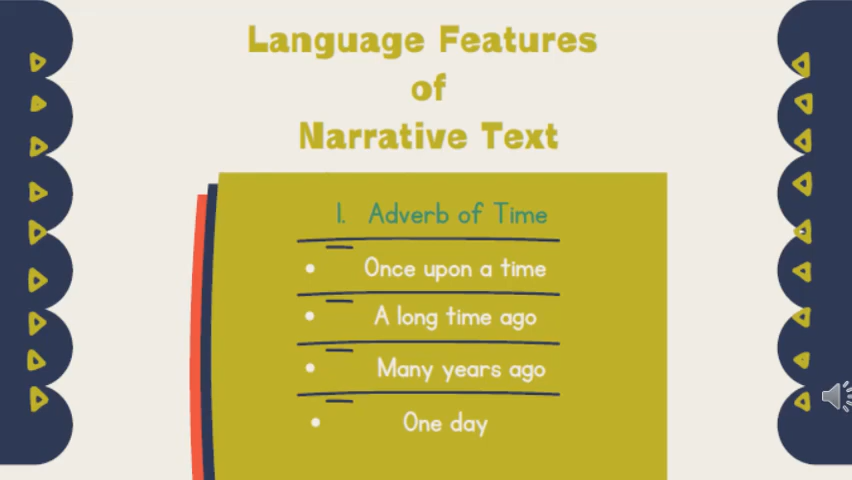 Language Features
of
Narrative Text
1. Adverb of Time
• Once upon a time
• A long time ago
• Many years ago
• One day